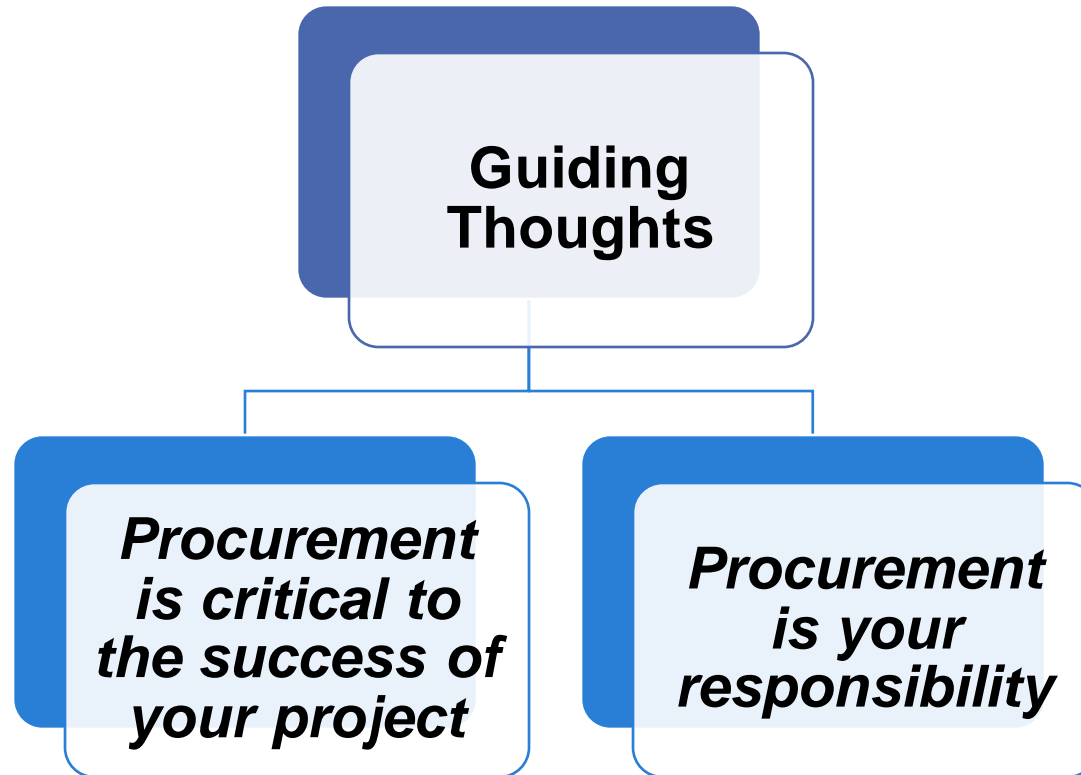 Guiding
Thoughts
Procurement
is critical to
the success of
your project
Procurement
is your
responsibility